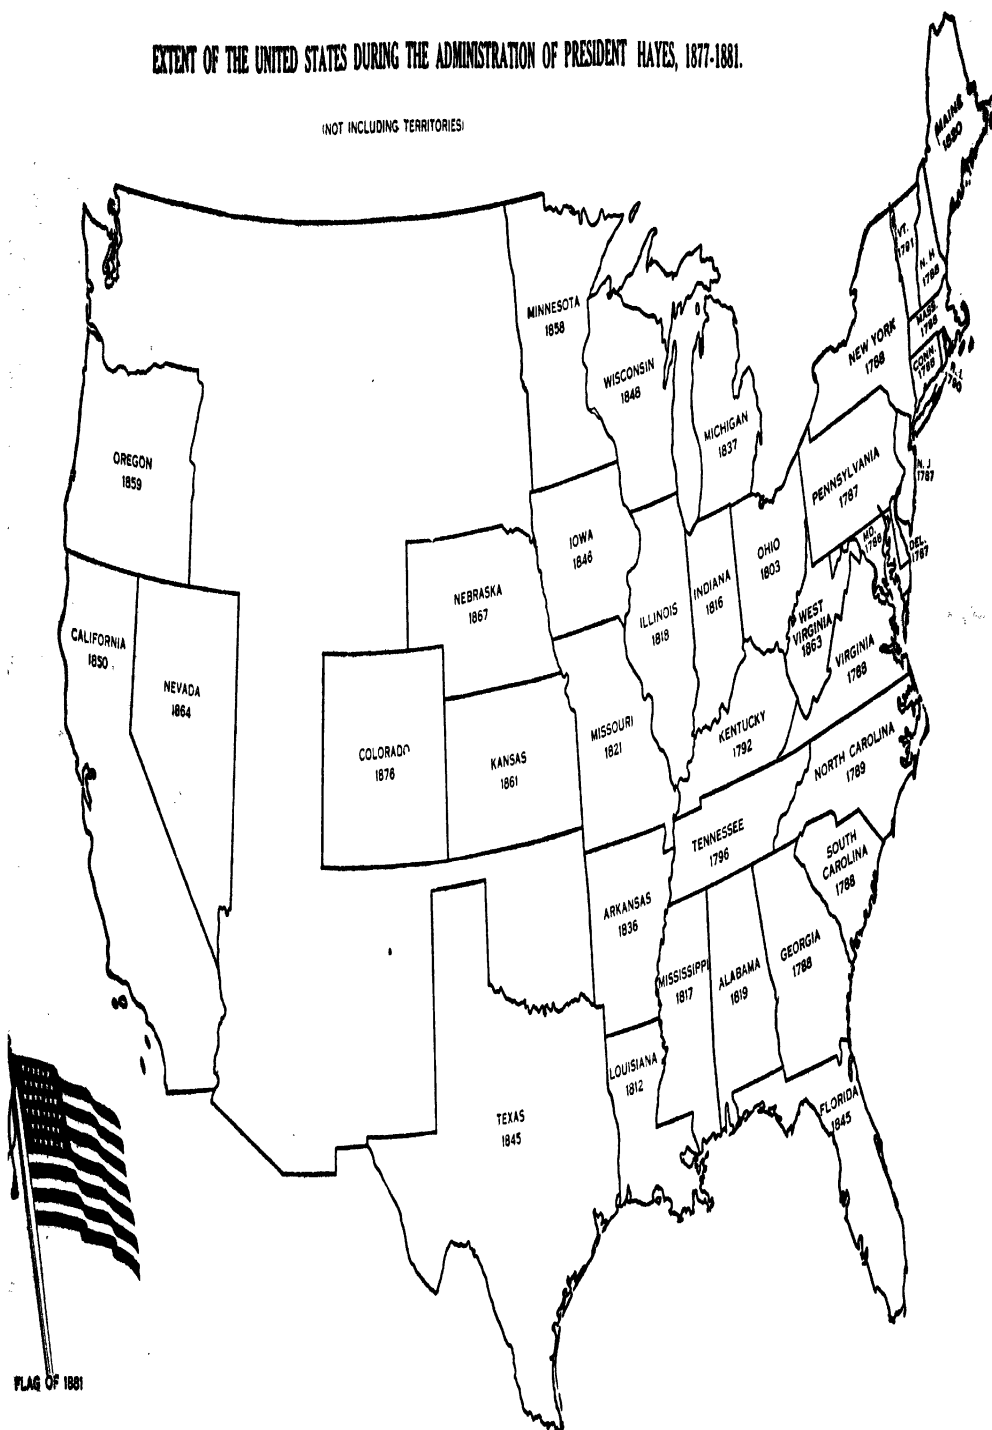 EXTENT OF THE UNITED STATES DURING THE ADMINISTRATION OF PRESIDENT HAYES, 1877-1881.
(NOT INCLUDING TERRITORIES)
MAINE
1820
VT.
1791
N. H
1788
MASS.
1788
CONN.
1788
R. I.
1790
NEW YORK
1788
MINNESOTA
1858
WISCONSIN
1848
MICHIGAN
1837
PENNSYLVANIA
1787
N. J
1787
OREGON
1859
IOWA
1846
OHIO
1803
MD.
1788
DEL.
1787
NEBRASKA
1867
ILLINOIS
1818
INDIANA
1816
WEST
VIRGINIA
1863
VIRGINIA
1788
CALIFORNIA
1850
NEVADA
1864
COLORADO
1876
KANSAS
1861
MISSOURI
1821
KENTUCKY
1792
NORTH CAROLINA
1789
TENNESSEE
1796
SOUTH
CAROLINA
1788
ARKANSAS
1836
MISSISSIPPI
1817
ALABAMA
1819
GEORGIA
1788
LOUISIANA
1812
TEXAS
1845
FLORIDA
1845
FLAG OF 1881